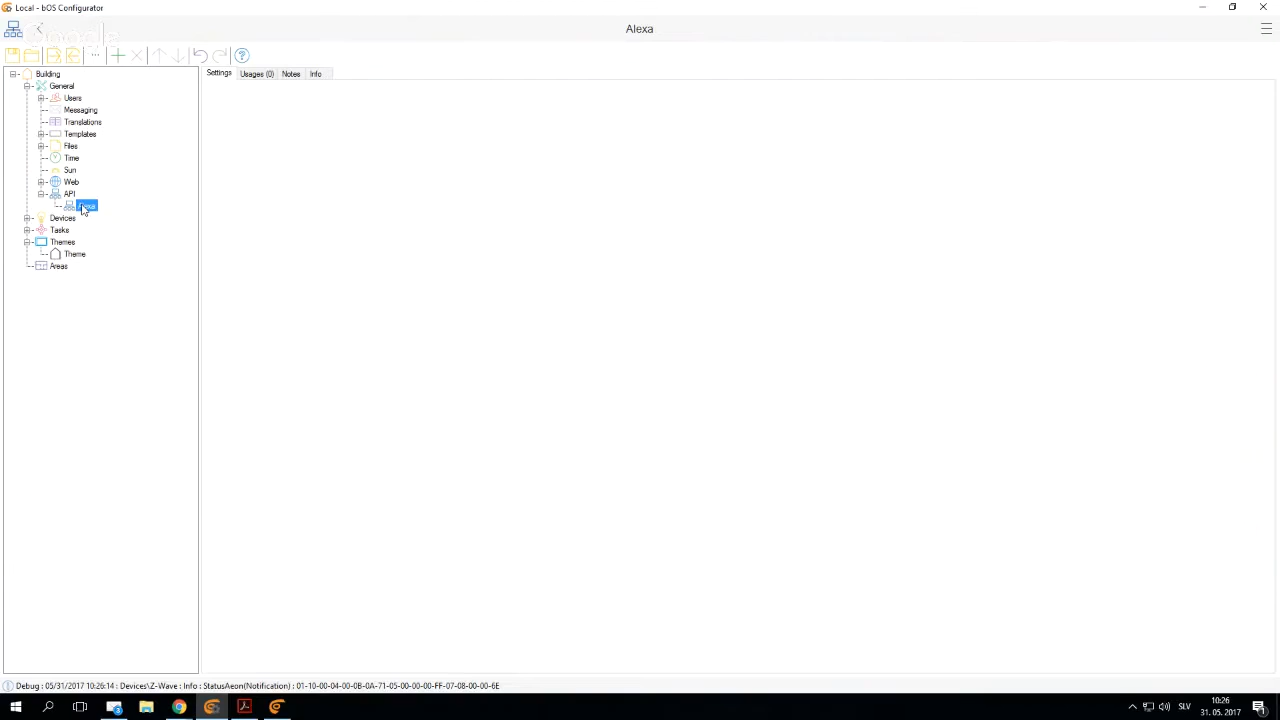 Local - bOS Configurator
Alexa
Building
General
Users
Messaging
Translations
Templates
Files
Time
Sun
Web
API
Alexa
Devices
Tasks
Themes
Theme
Areas
Settings
Usages (0)
Notes
Info
Debug : 05/31/2017 10:26:14 : Devices\Z-Wave : Info : StatusAeon(Notification) : 01-10-00-04-00-0B-0A-71-05-00-00-00-FF-07-08-00-00-6E
SLV
10:26
31. 05. 2017